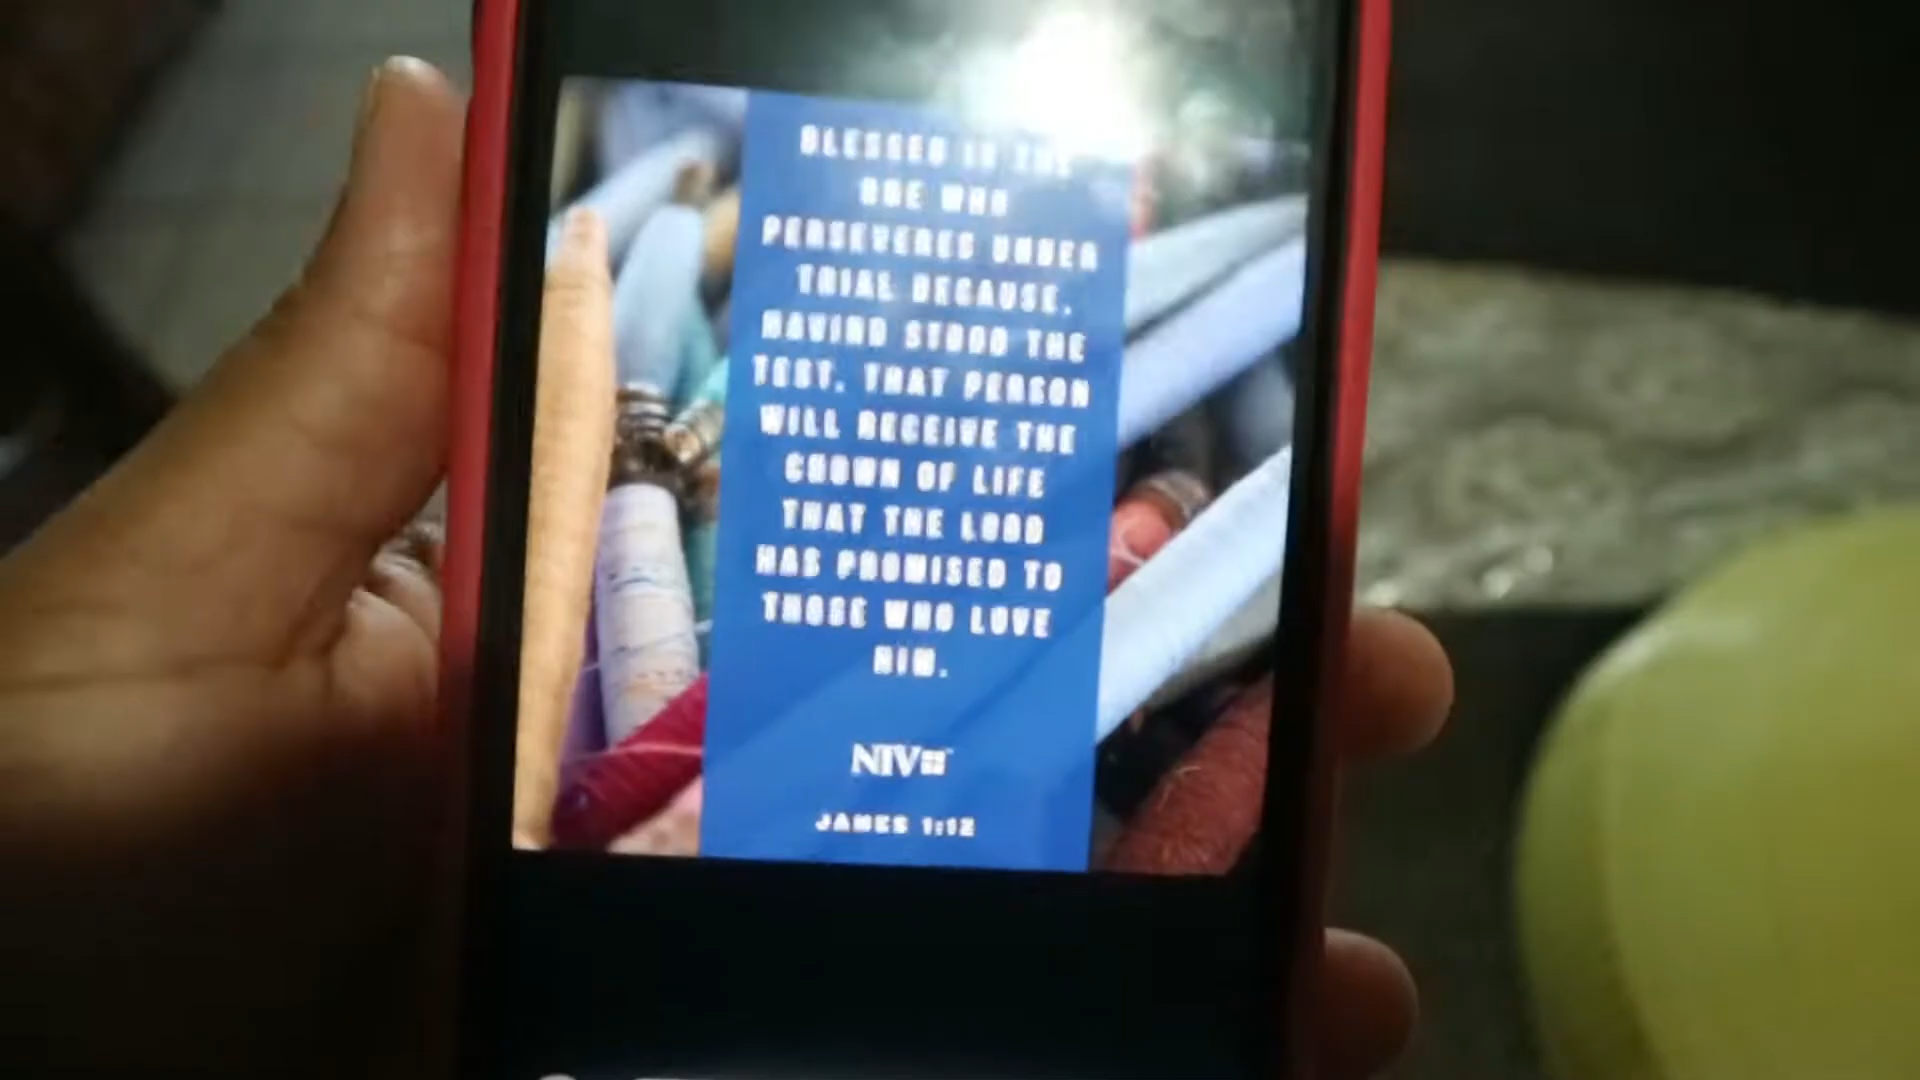 BLESSED IS THE
ONE WHO
PERSEVERES UNDER
TRIAL BECAUSE,
HAVING STOOD THE
TEST, THAT PERSON
WILL RECEIVE THE
CROWN OF LIFE
THAT THE LORD
HAS PROMISED TO
THOSE WHO LOVE
HIM.
NIV
JAMES 1:12